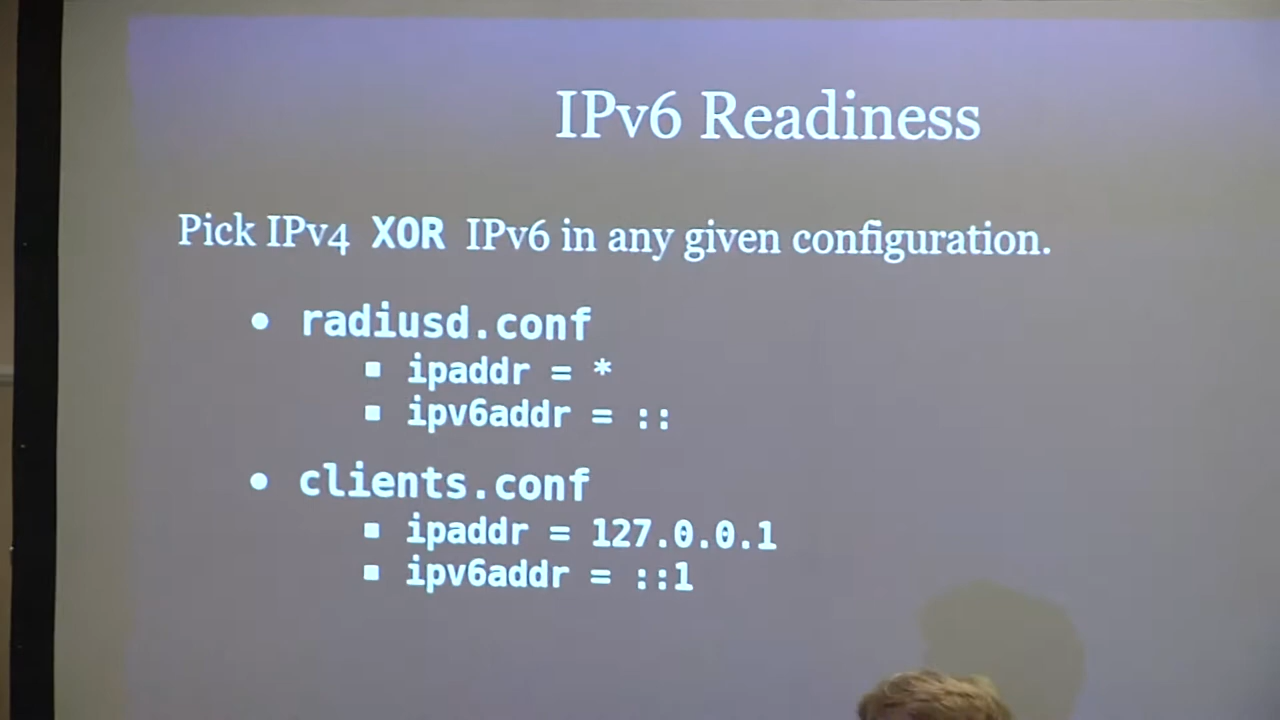 IPv6 Readiness
Pick IPv4 XOR IPv6 in any given configuration.
• radiusd.conf
▪ ipaddr = *
▪ ipv6addr = ::
• clients.conf
▪ ipaddr = 127.0.0.1
▪ ipv6addr = ::1